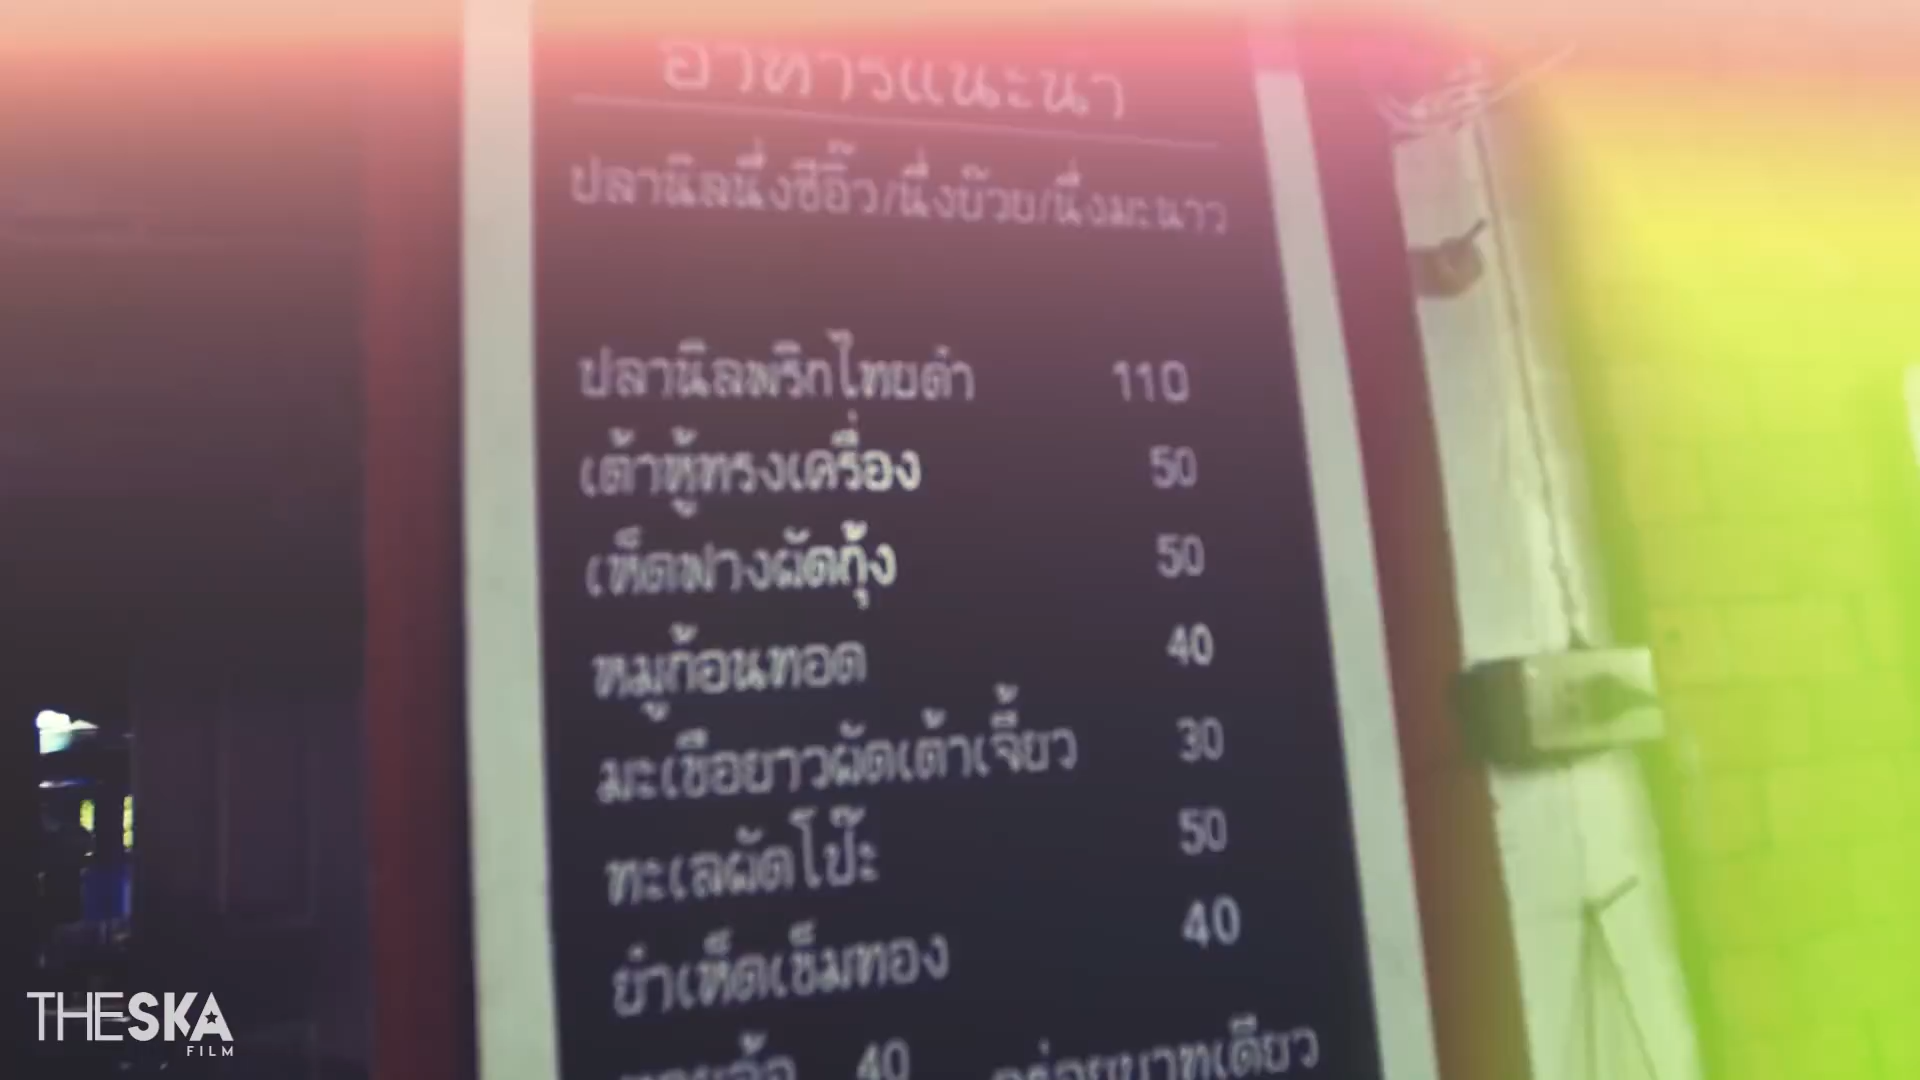 อาหารแนะนำ
ปลานิลนึ่งซีอิ๊ว/นึ่งบ๊วย/นึ่งมะนาว
ปลานิลพริกไทยดำ 110
เต้าหู้ทรงเครื่อง 50
เห็ดฟางผัดกุ้ง 50
หมูก้อนทอด 40
มะเขือยาวผัดเต้าเจี้ยว 30
ทะเลผัดโป๊ะ 50
ยำเห็ดเข็มทอง 40
40
THESKA
FILM